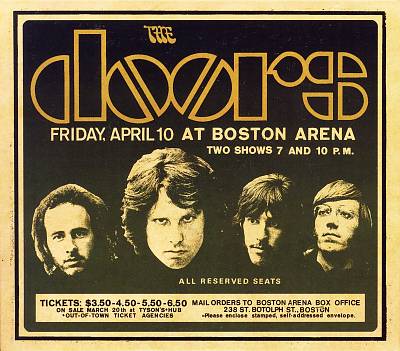 THE
doors
FRIDAY, APRIL 10 AT BOSTON ARENA
TWO SHOWS 7 AND 10 P.M.
ALL RESERVED SEATS
TICKETS: $3.50-4.50-5.50-6.50
ON SALE MARCH 20th at TYSON'S•HUB
•OUT-OF-TOWN TICKET AGENCIES
MAIL ORDERS TO BOSTON ARENA BOX OFFICE
238 ST. BOTOLPH ST., BOSTON
•Please enclose stamped, self-addressed envelope.